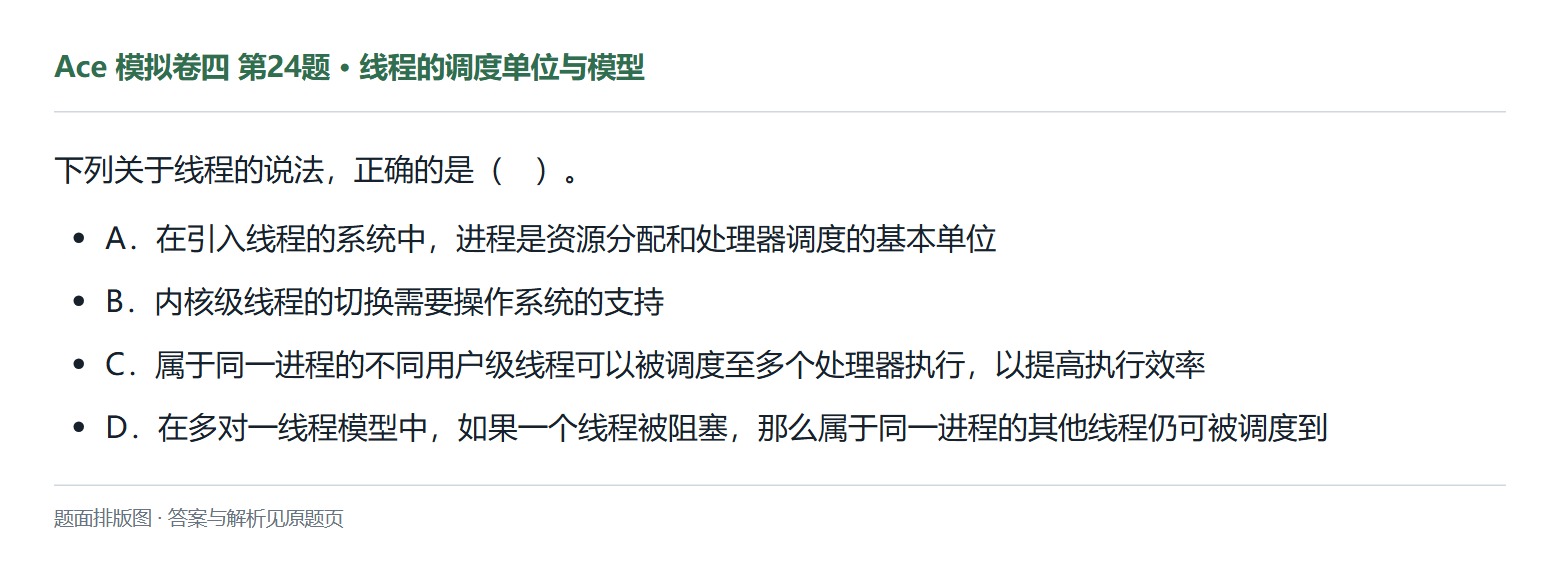 Ace 模拟卷四 第24题 · 线程的调度单位与模型
下列关于线程的说法，正确的是（　）。
• A．在引入线程的系统中，进程是资源分配和处理器调度的基本单位
• B．内核级线程的切换需要操作系统的支持
• C．属于同一进程的不同用户级线程可以被调度至多个处理器执行，以提高执行效率
• D．在多对一线程模型中，如果一个线程被阻塞，那么属于同一进程的其他线程仍可被调度到
题面排版图 · 答案与解析见原题页